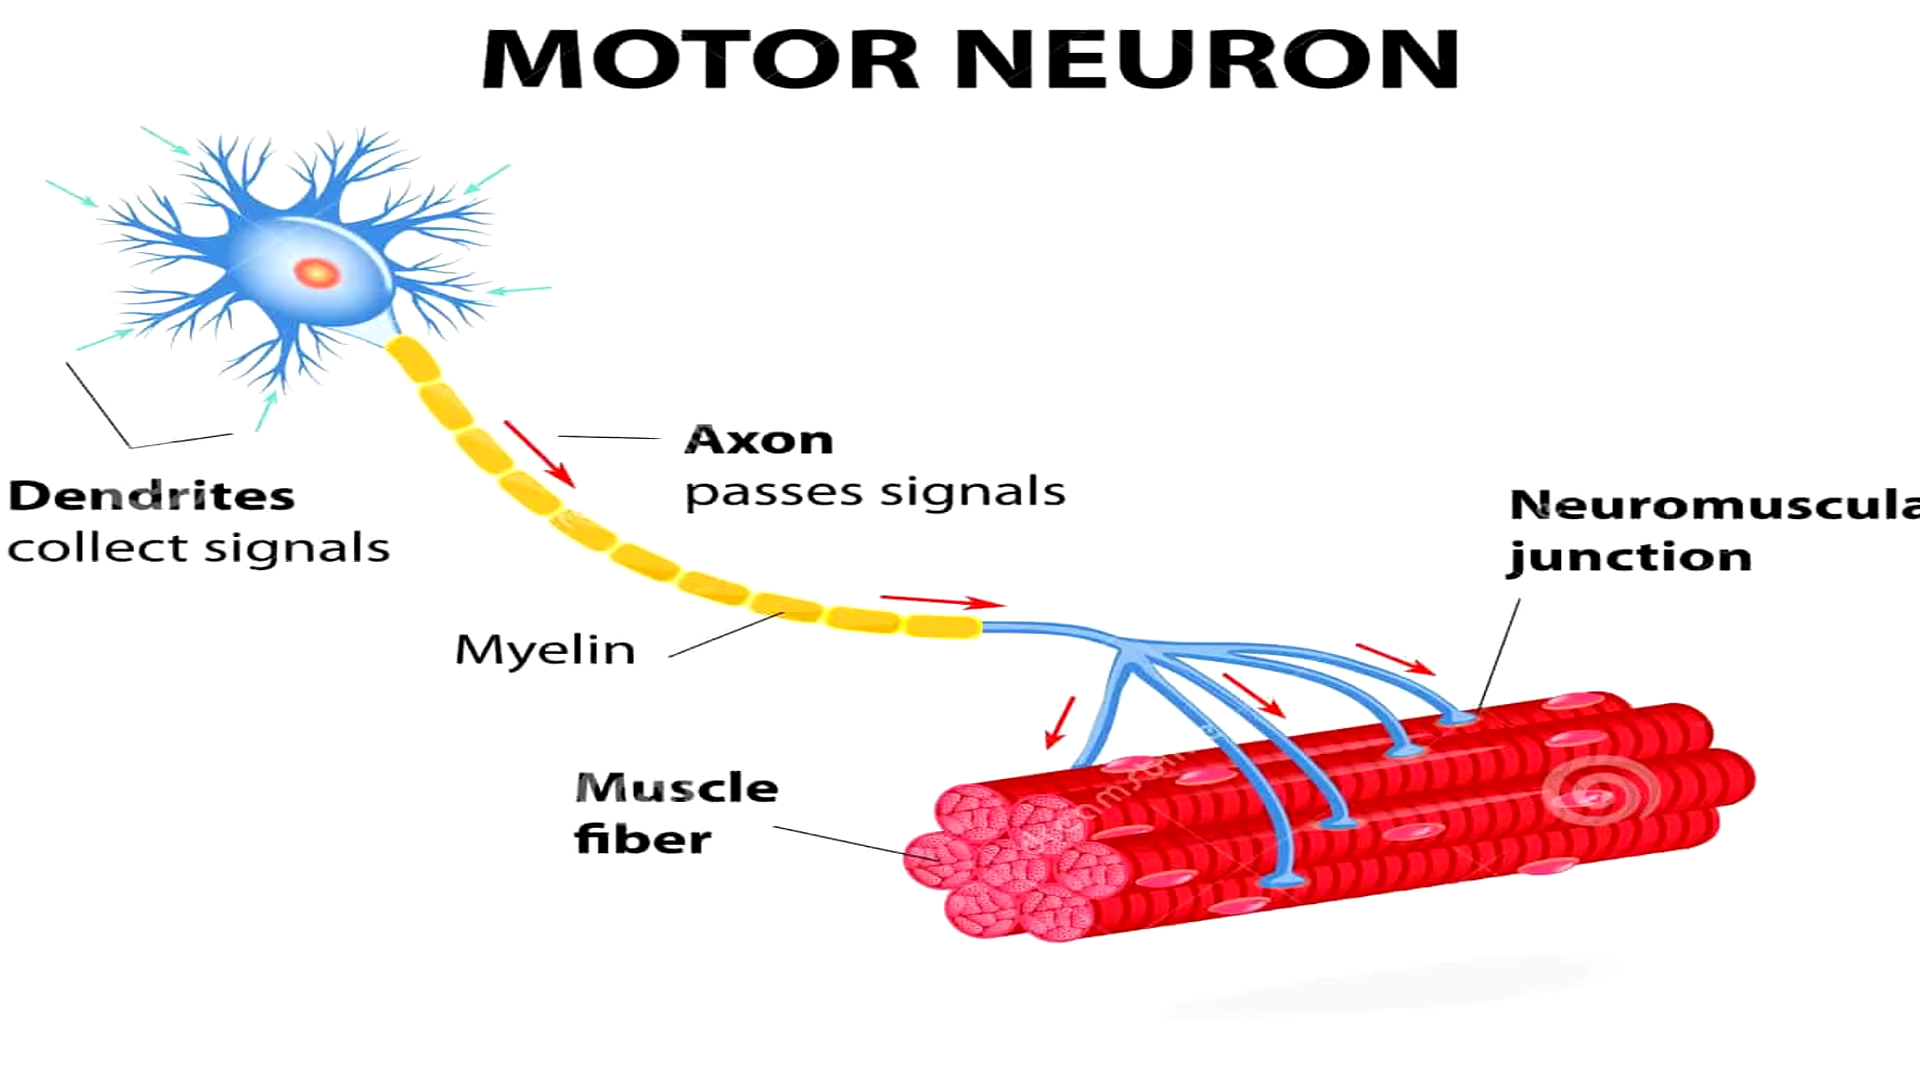 MOTOR NEURON
Axon
passes signals
Dendrites
collect signals
Neuromuscula
junction
Myelin
Muscle
fiber